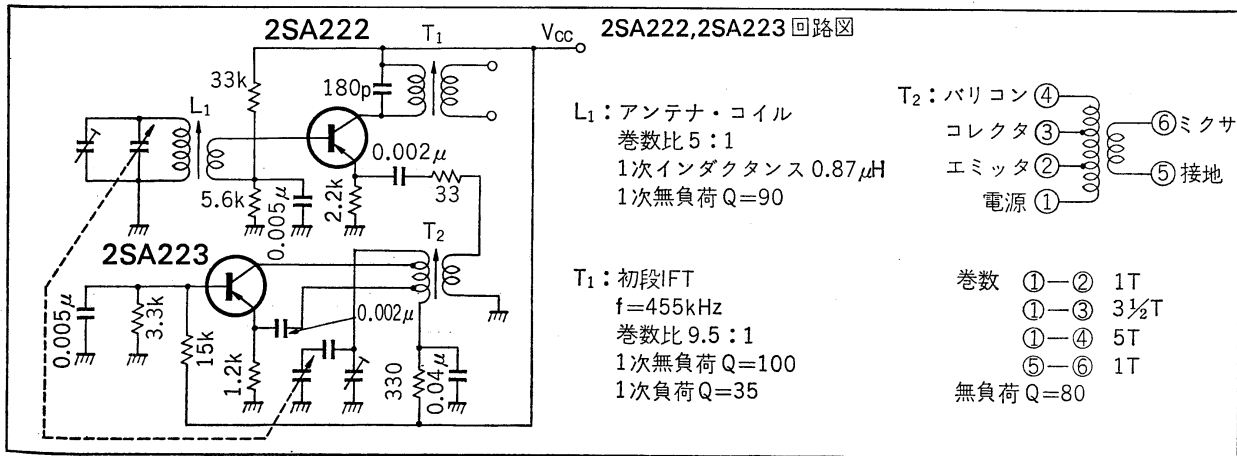 2SA222
T₁
Vcc
2SA222,2SA223 回路図
33k
180p
L₁
0.002μ
33
5.6k
0.005μ
2.2k
T₂
2SA223
0.005μ
3.3k
15k
1.2k
0.002μ
330
0.04μ
L₁：アンテナ・コイル
巻数比 5：1
1次インダクタンス 0.87μH
1次無負荷 Q=90
T₂：バリコン ④
コレクタ ③
エミッタ ②
電源 ①
⑥ ミクサ
⑤ 接地
T₁：初段IFT
f=455kHz
巻数比 9.5：1
1次無負荷 Q=100
1次負荷 Q=35
巻数 ①―② 1T
①―③ 3½T
①―④ 5T
⑤―⑥ 1T
無負荷 Q=80